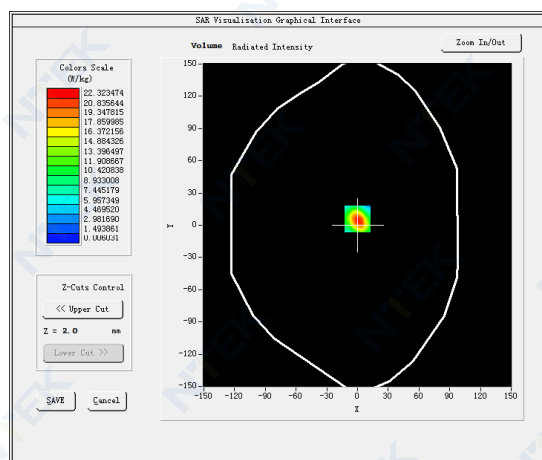 SAR Visualisation Graphical Interface
Volume Radiated Intensity
Zoom In/Out
Colors Scale
(W/kg)
22.323474
20.835644
19.347815
17.859985
16.372156
14.884326
13.396497
11.908667
10.420838
8.933008
7.445179
5.957349
4.469520
2.981690
1.493861
0.006031
150
120
90
60
30
0
-30
-60
-90
-120
-150
Y
-150 -120 -90 -60 -30 0 30 60 90 120 150
X
Z-Cuts Control
<< Upper Cut
Z = 2.0 mm
Lower Cut >>
SAVE Cancel
NTEK